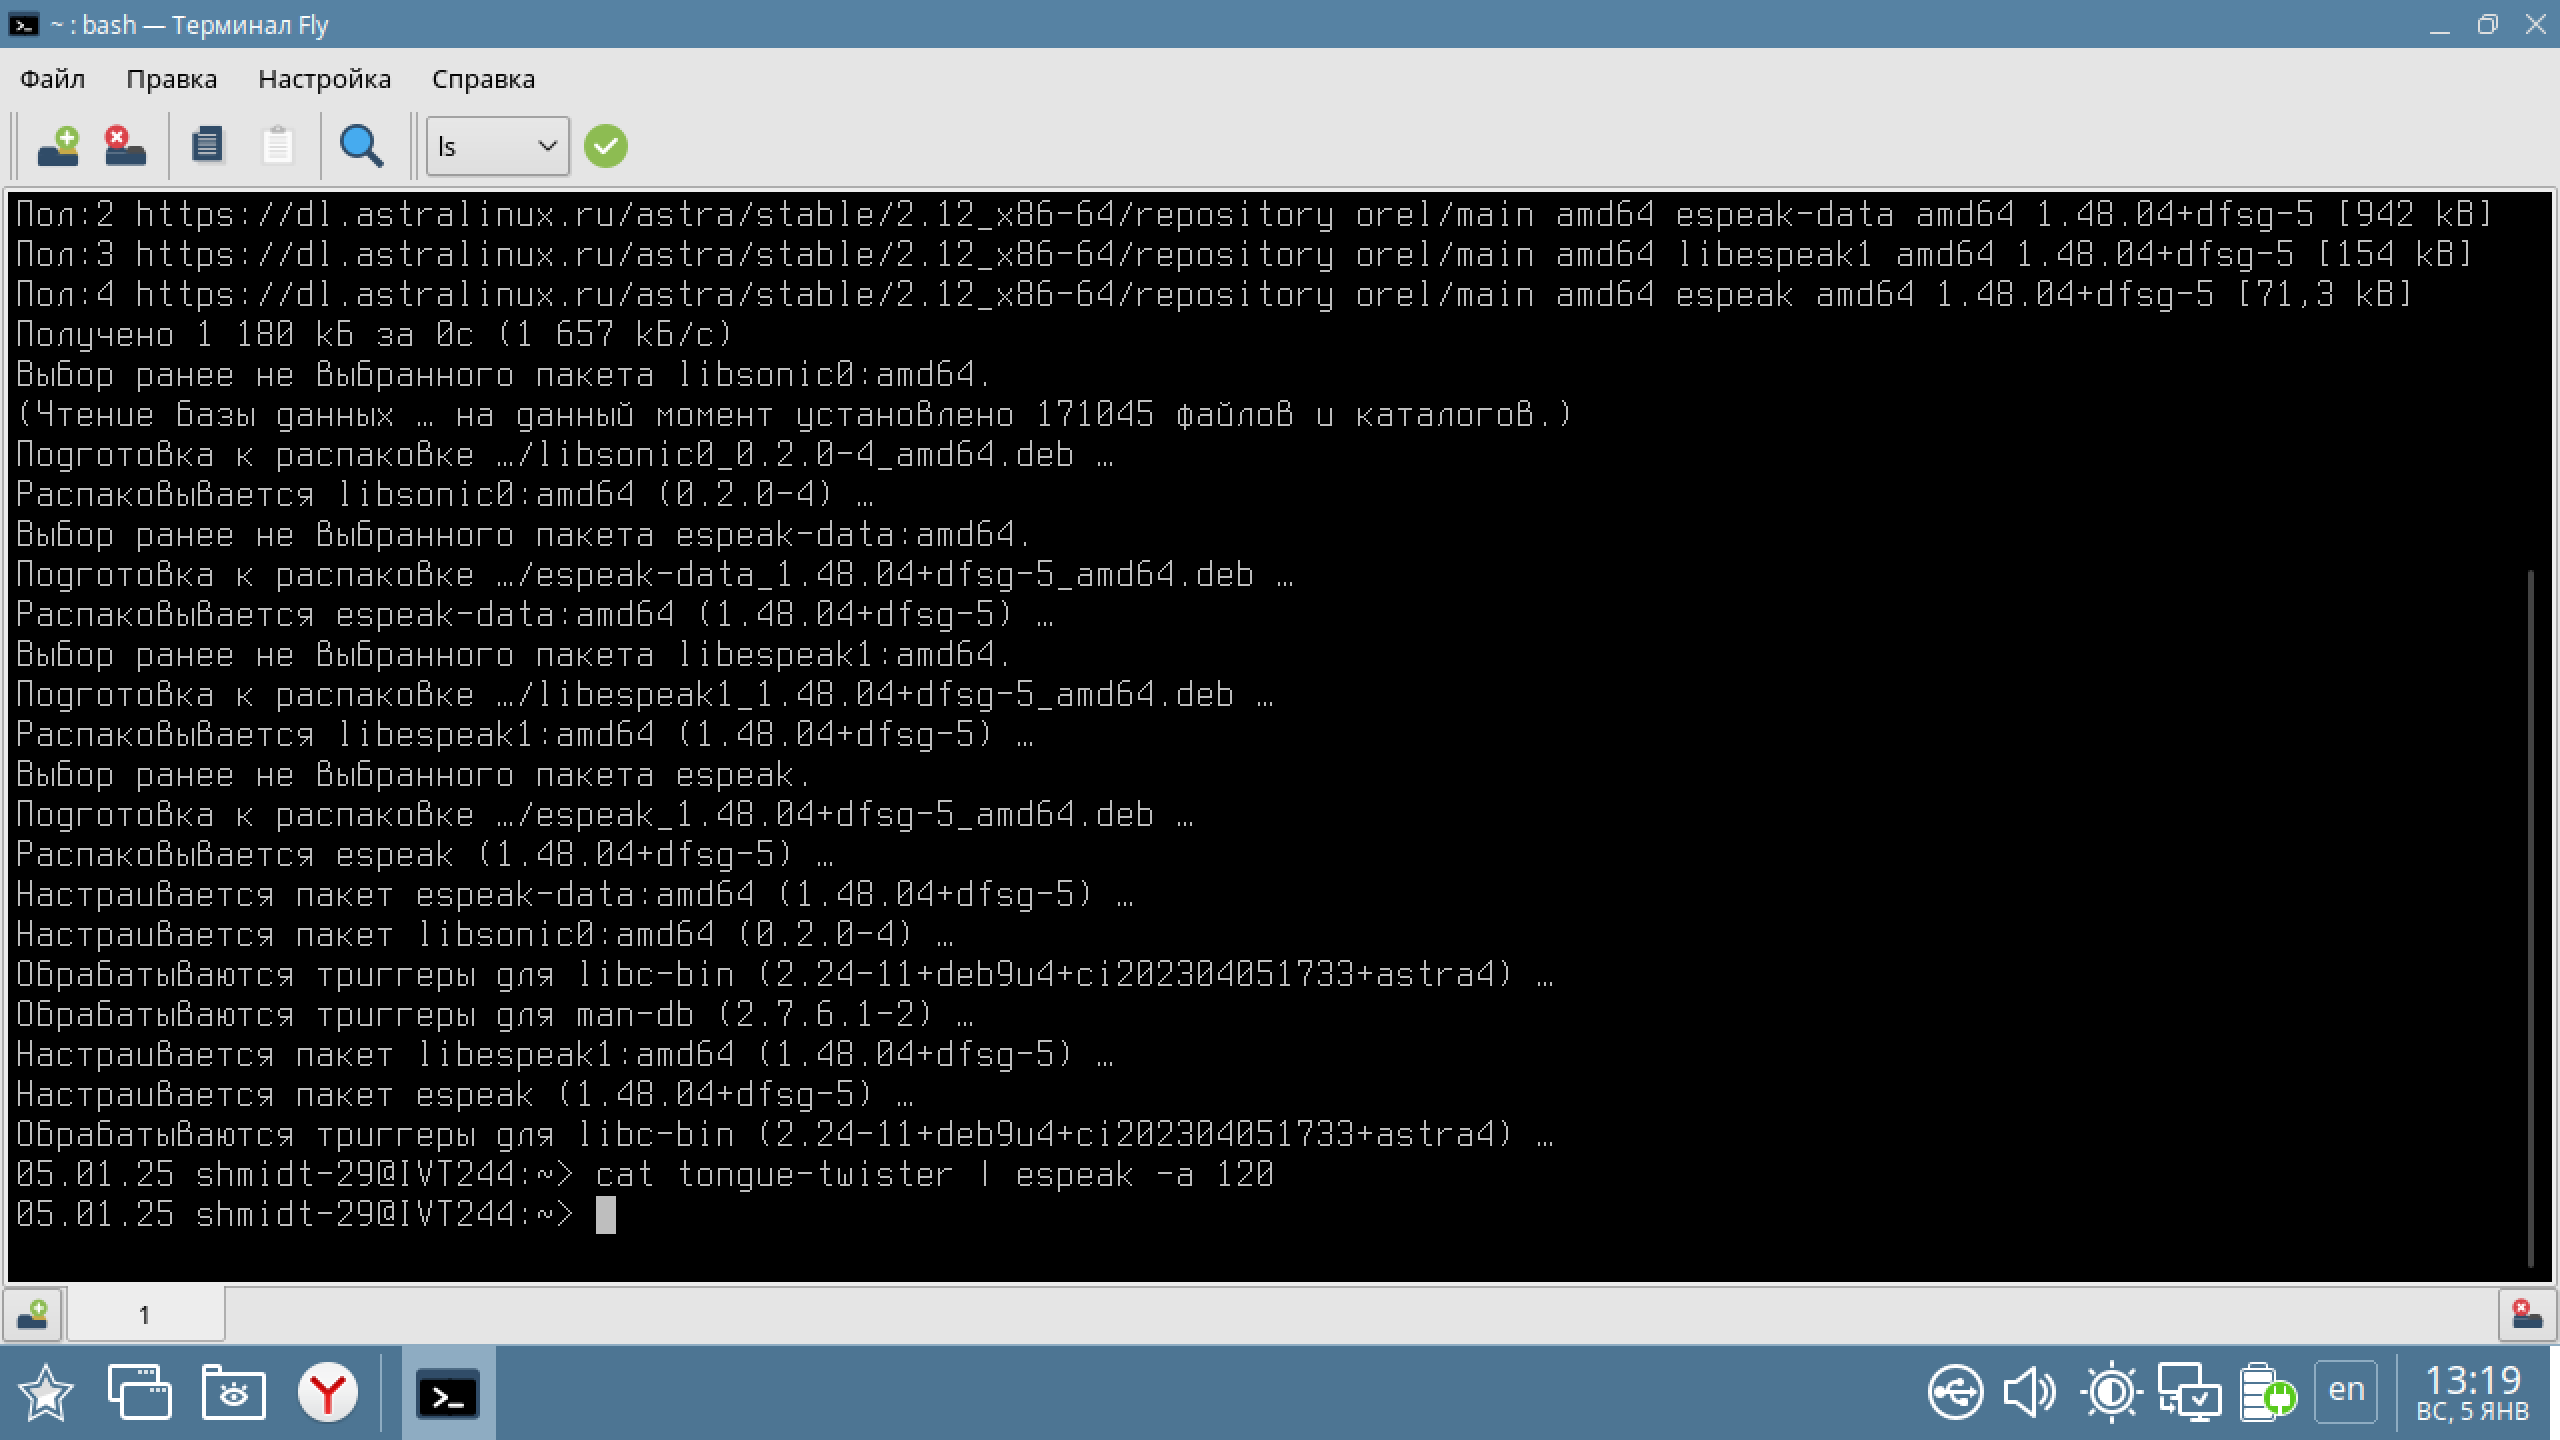 ~ : bash — Терминал Fly
Файл Правка Настройка Справка
ls
Пол:2 https://dl.astralinux.ru/astra/stable/2.12_x86-64/repository orel/main amd64 espeak-data amd64 1.48.04+dfsg-5 [942 kB]
Пол:3 https://dl.astralinux.ru/astra/stable/2.12_x86-64/repository orel/main amd64 libespeak1 amd64 1.48.04+dfsg-5 [154 kB]
Пол:4 https://dl.astralinux.ru/astra/stable/2.12_x86-64/repository orel/main amd64 espeak amd64 1.48.04+dfsg-5 [71,3 kB]
Получено 1 180 kБ за 0с (1 657 kБ/c)
Выбор ранее не выбранного пакета libsonic0:amd64.
(Чтение базы данных … на данный момент установлено 171045 файлов и каталогов.)
Подготовка к распаковке …/libsonic0_0.2.0-4_amd64.deb …
Распаковывается libsonic0:amd64 (0.2.0-4) …
Выбор ранее не выбранного пакета espeak-data:amd64.
Подготовка к распаковке …/espeak-data_1.48.04+dfsg-5_amd64.deb …
Распаковывается espeak-data:amd64 (1.48.04+dfsg-5) …
Выбор ранее не выбранного пакета libespeak1:amd64.
Подготовка к распаковке …/libespeak1_1.48.04+dfsg-5_amd64.deb …
Распаковывается libespeak1:amd64 (1.48.04+dfsg-5) …
Выбор ранее не выбранного пакета espeak.
Подготовка к распаковке …/espeak_1.48.04+dfsg-5_amd64.deb …
Распаковывается espeak (1.48.04+dfsg-5) …
Настраивается пакет espeak-data:amd64 (1.48.04+dfsg-5) …
Настраивается пакет libsonic0:amd64 (0.2.0-4) …
Обрабатываются триггеры для libc-bin (2.24-11+deb9u4+ci202304051733+astra4) …
Обрабатываются триггеры для man-db (2.7.6.1-2) …
Настраивается пакет libespeak1:amd64 (1.48.04+dfsg-5) …
Настраивается пакет espeak (1.48.04+dfsg-5) …
Обрабатываются триггеры для libc-bin (2.24-11+deb9u4+ci202304051733+astra4) …
05.01.25 shmidt-29@IVT244:~> cat tongue-twister | espeak -a 120
05.01.25 shmidt-29@IVT244:~>
1
en
13:19
ВС, 5 ЯНВ